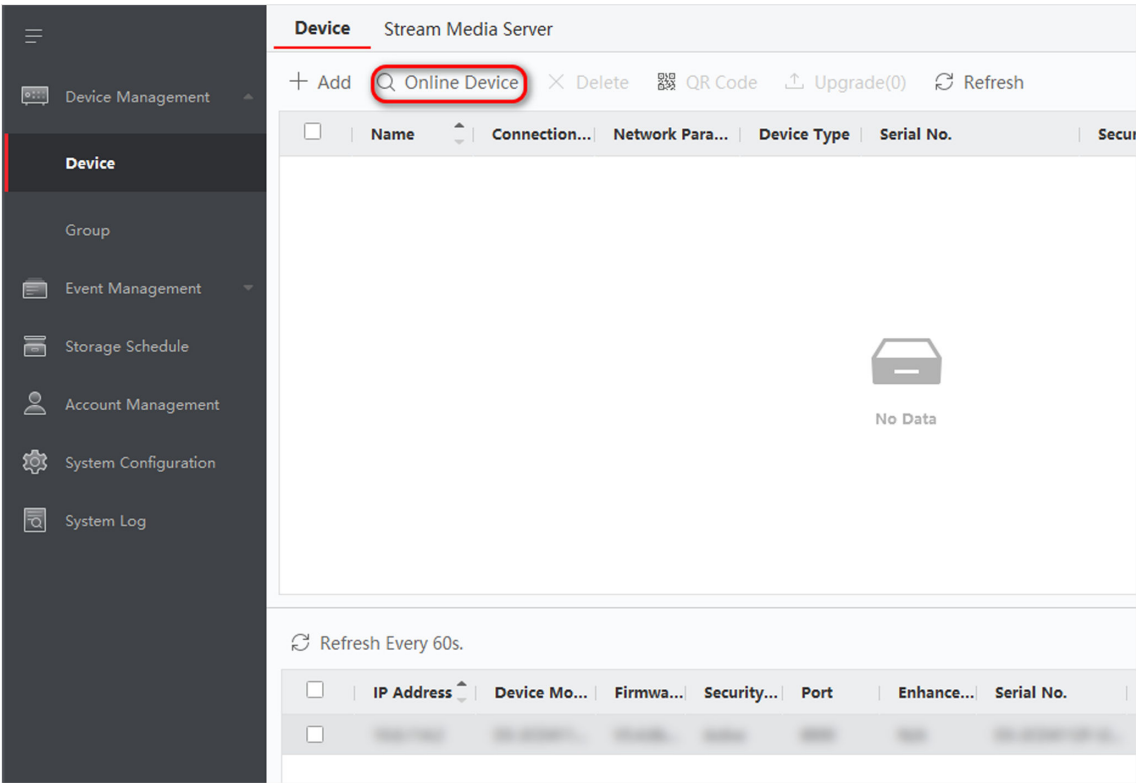 Device Stream Media Server
Add Online Device Delete QR Code Upgrade(0) Refresh
Device Management
Name Connection... Network Para... Device Type Serial No. Secur
Device
Group
Event Management
Storage Schedule
Account Management
No Data
System Configuration
System Log
Refresh Every 60s.
IP Address Device Mo... Firmwa... Security... Port Enhance... Serial No.